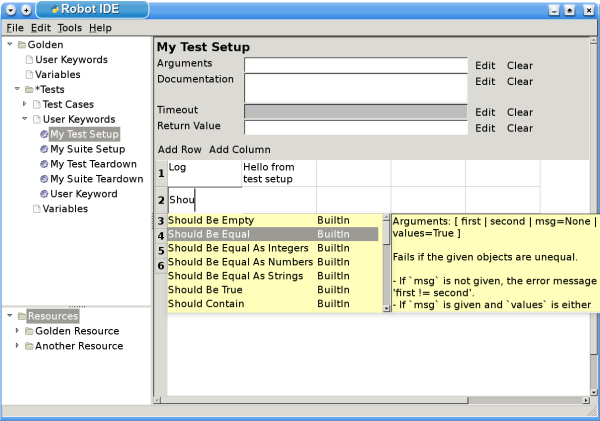 Robot IDE
File Edit Tools Help
Golden
User Keywords
Variables
*Tests
Test Cases
User Keywords
My Test Setup
My Suite Setup
My Test Teardown
My Suite Teardown
User Keyword
Variables
Resources
Golden Resource
Another Resource
My Test Setup
Arguments Edit Clear
Documentation Edit Clear
Timeout Edit Clear
Return Value Edit Clear
Add Row Add Column
1 Log Hello from
test setup
2 Shou
3 Should Be Empty BuiltIn
4 Should Be Equal BuiltIn
5 Should Be Equal As Integers BuiltIn
6 Should Be Equal As Numbers BuiltIn
Should Be Equal As Strings BuiltIn
Should Be True BuiltIn
Should Contain BuiltIn
Arguments: [ first | second | msg=None |
values=True ]
Fails if the given objects are unequal.
- If `msg` is not given, the error message
'first != second'.
- If `msg` is given and `values` is either